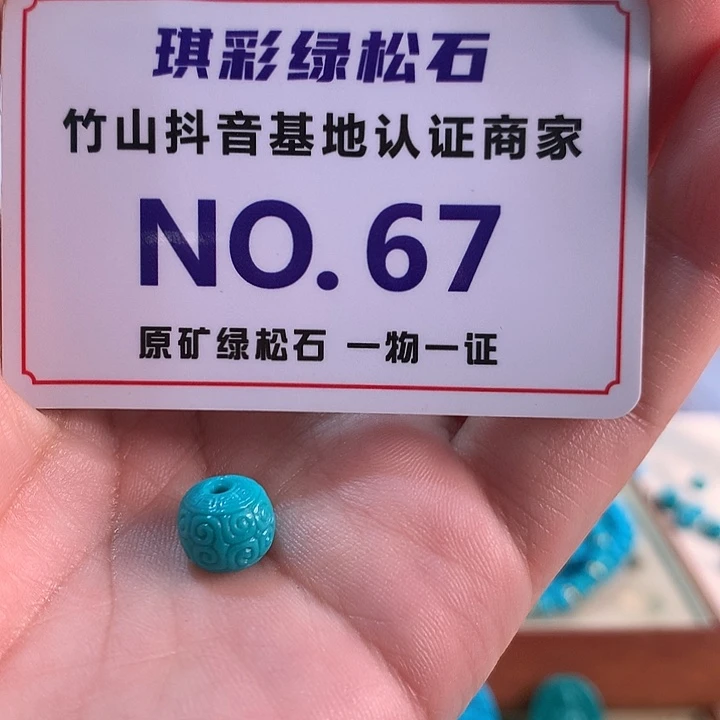 琪彩绿松石
竹山抖音基地认证商家
NO.67
原矿绿松石 一物一证